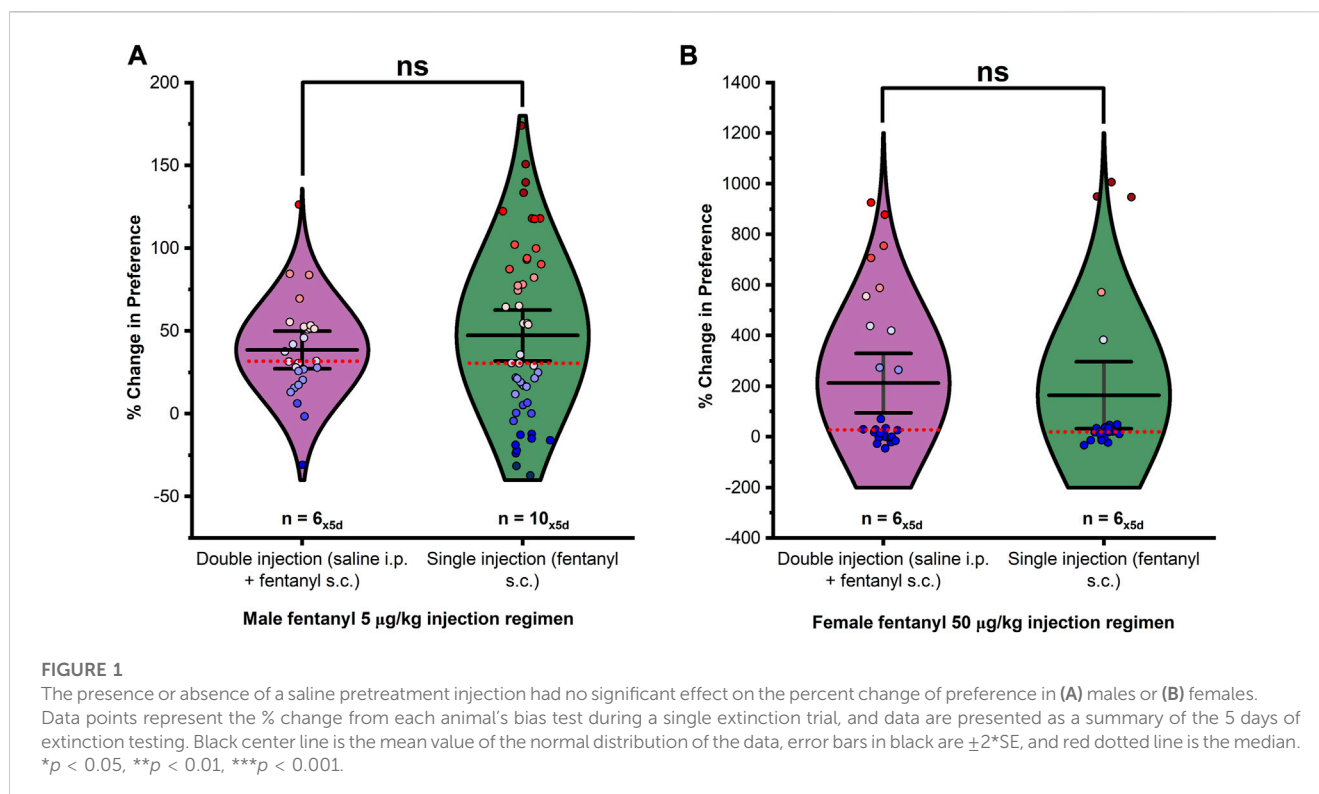 A
ns
200
150
100
50
0
-50
% Change in Preference
n = 6x5d
n = 10x5d
Double injection (saline i.p.
+ fentanyl s.c.)
Single injection (fentanyl
s.c.)
Male fentanyl 5 μg/kg injection regimen
B
ns
1400
1200
1000
800
600
400
200
0
-200
-400
% Change in Preference
n = 6x5d
n = 6x5d
Double injection (saline i.p.
+ fentanyl s.c.)
Single injection (fentanyl
s.c.)
Female fentanyl 50 μg/kg injection regimen
FIGURE 1
The presence or absence of a saline pretreatment injection had no significant effect on the percent change of preference in (A) males or (B) females.
Data points represent the % change from each animal's bias test during a single extinction trial, and data are presented as a summary of the 5 days of
extinction testing. Black center line is the mean value of the normal distribution of the data, error bars in black are ±2*SE, and red dotted line is the median.
*p < 0.05, **p < 0.01, ***p < 0.001.